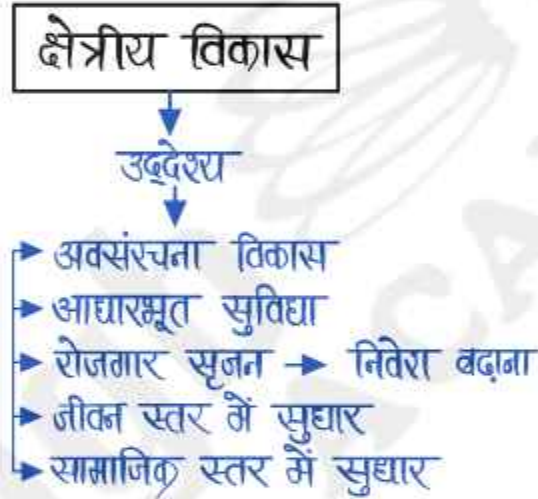 क्षेत्रीय विकास
उद्देश्य
अवसंरचना विकास
आधारभूत सुविधा
रोजगार सृजन → निवेश बढ़ाना
जीवन स्तर में सुधार
सामाजिक स्तर में सुधार